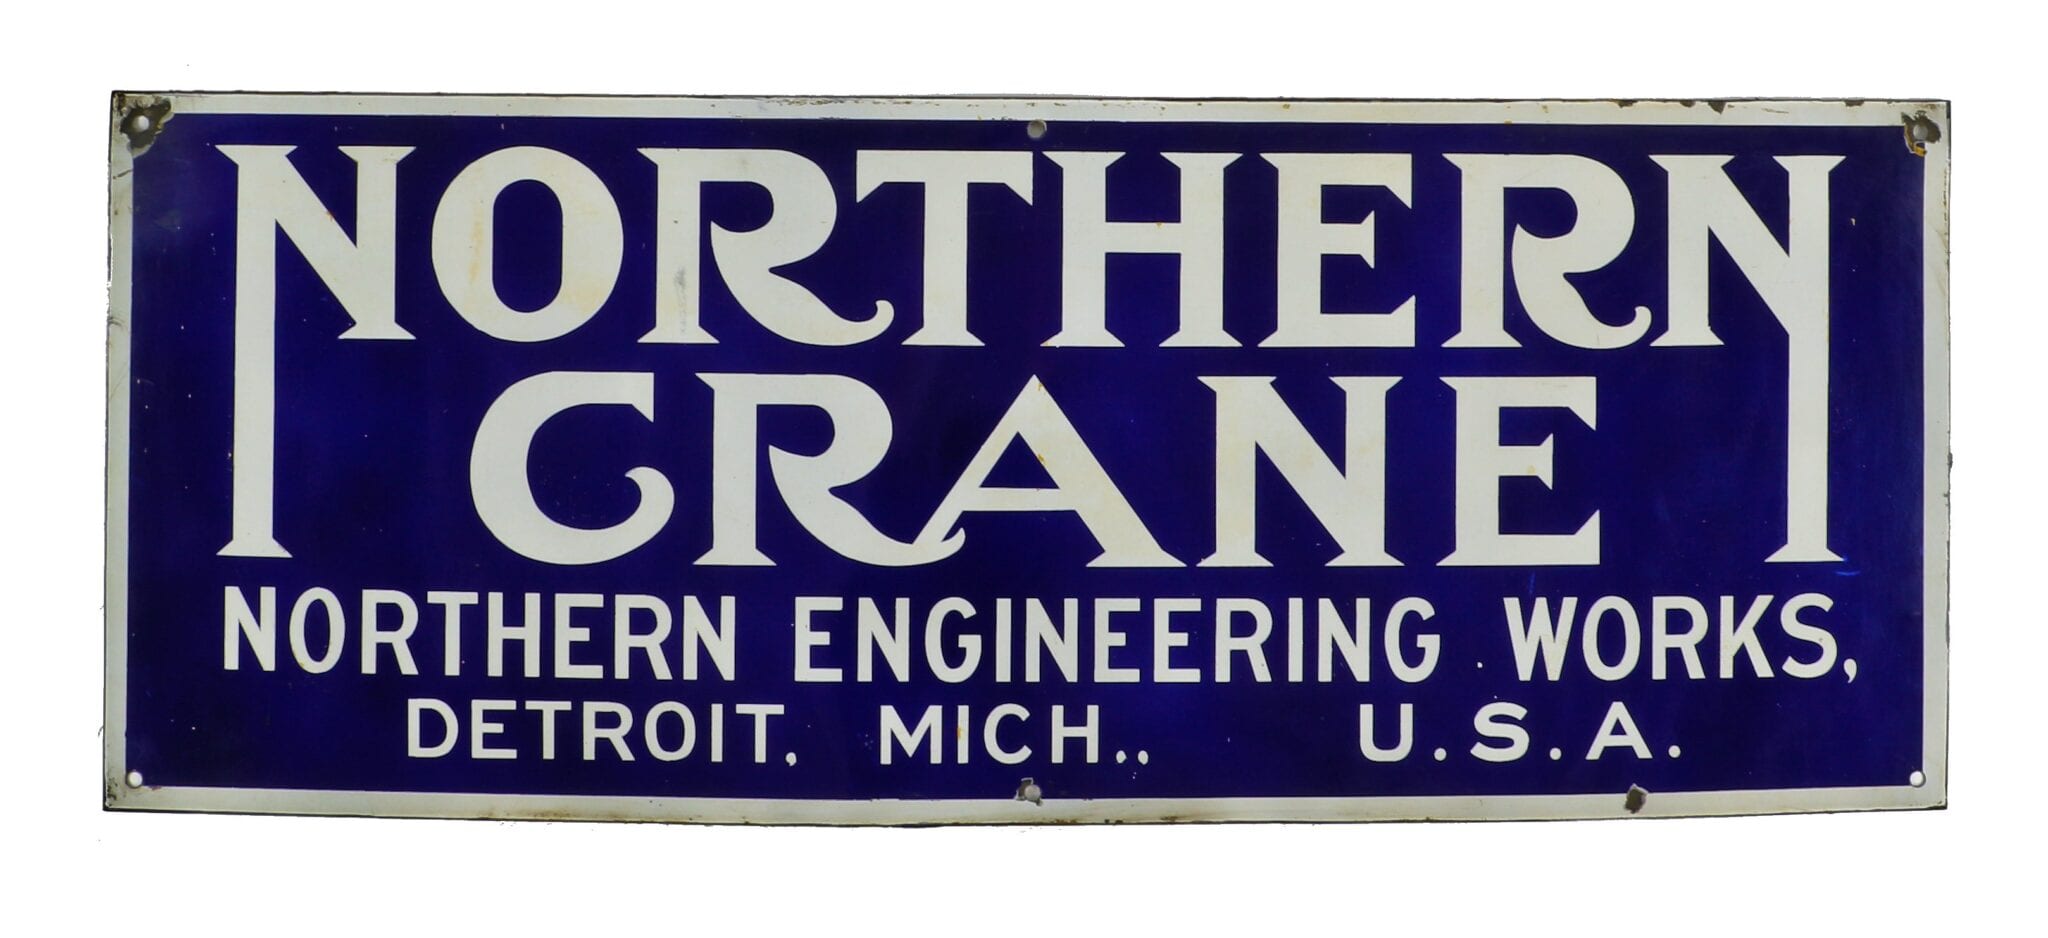 NORTHERN
CRANE
NORTHERN ENGINEERING WORKS,
DETROIT, MICH., U.S.A.